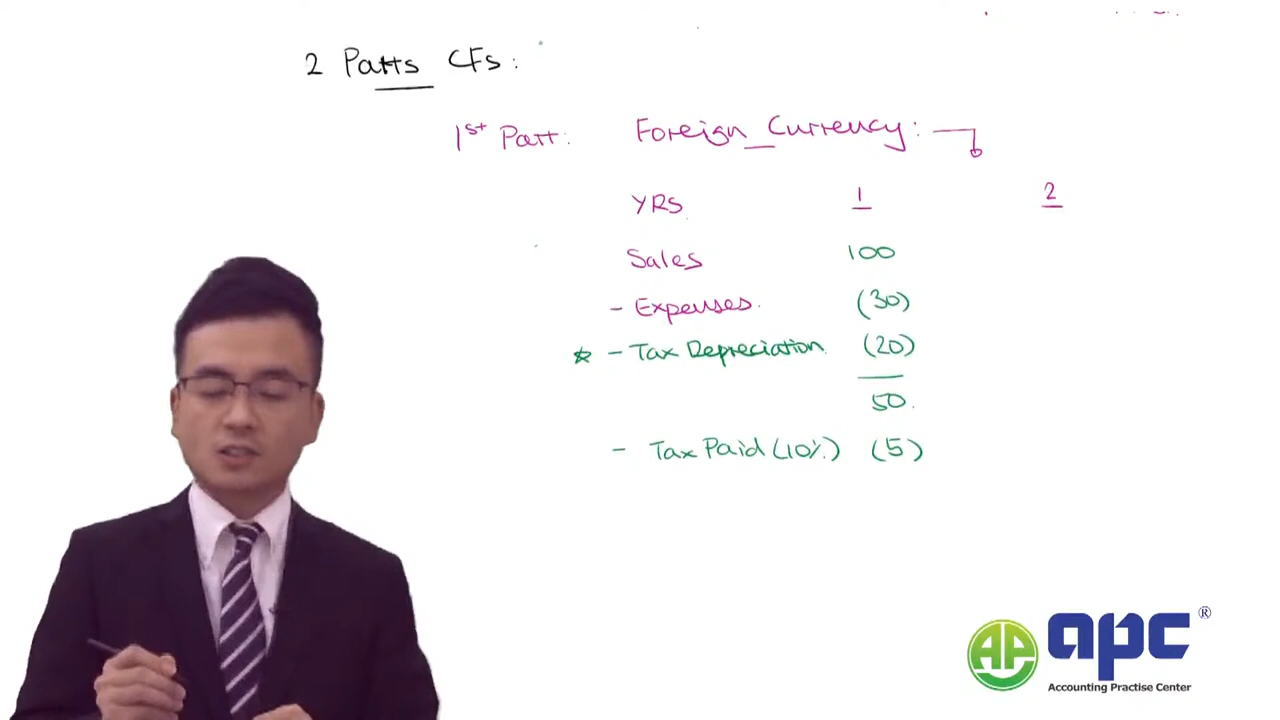 2 Parts CFs:
1st Part: Foreign Currency:
YRS 1 2
Sales 100
- Expenses. (30)
- Tax Depreciation (20)
50
- Tax Paid (10%) (5)
AP apc ®
Accounting Practise Center